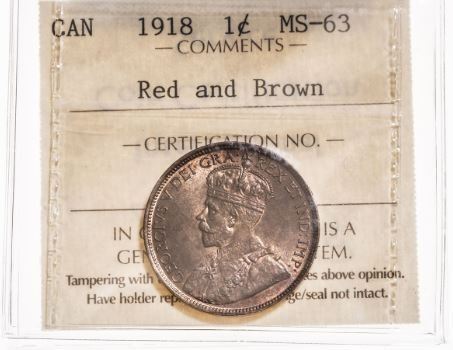 CAN 1918 1¢ MS-63
— COMMENTS —
Red and Brown
— CERTIFICATION NO. —
GEORGIVS V DEI GRA: REX ET IND:IMP:
IN IS A
GE EM.
Tampering with es above opinion.
Have holder rep ge/seal not intact.